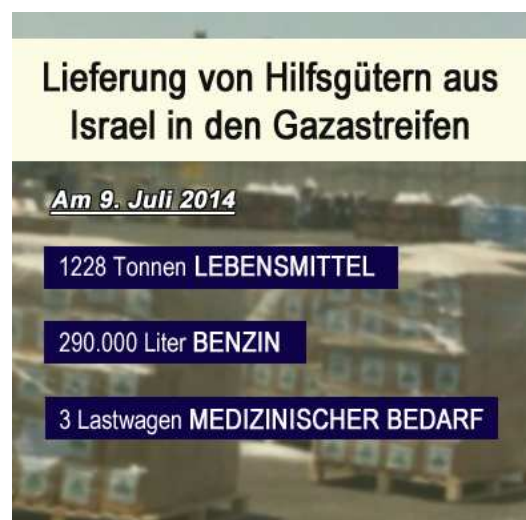 Lieferung von Hilfsgütern aus
Israel in den Gazastreifen
Am 9. Juli 2014
1228 Tonnen LEBENSMITTEL
290.000 Liter BENZIN
3 Lastwagen MEDIZINISCHER BEDARF